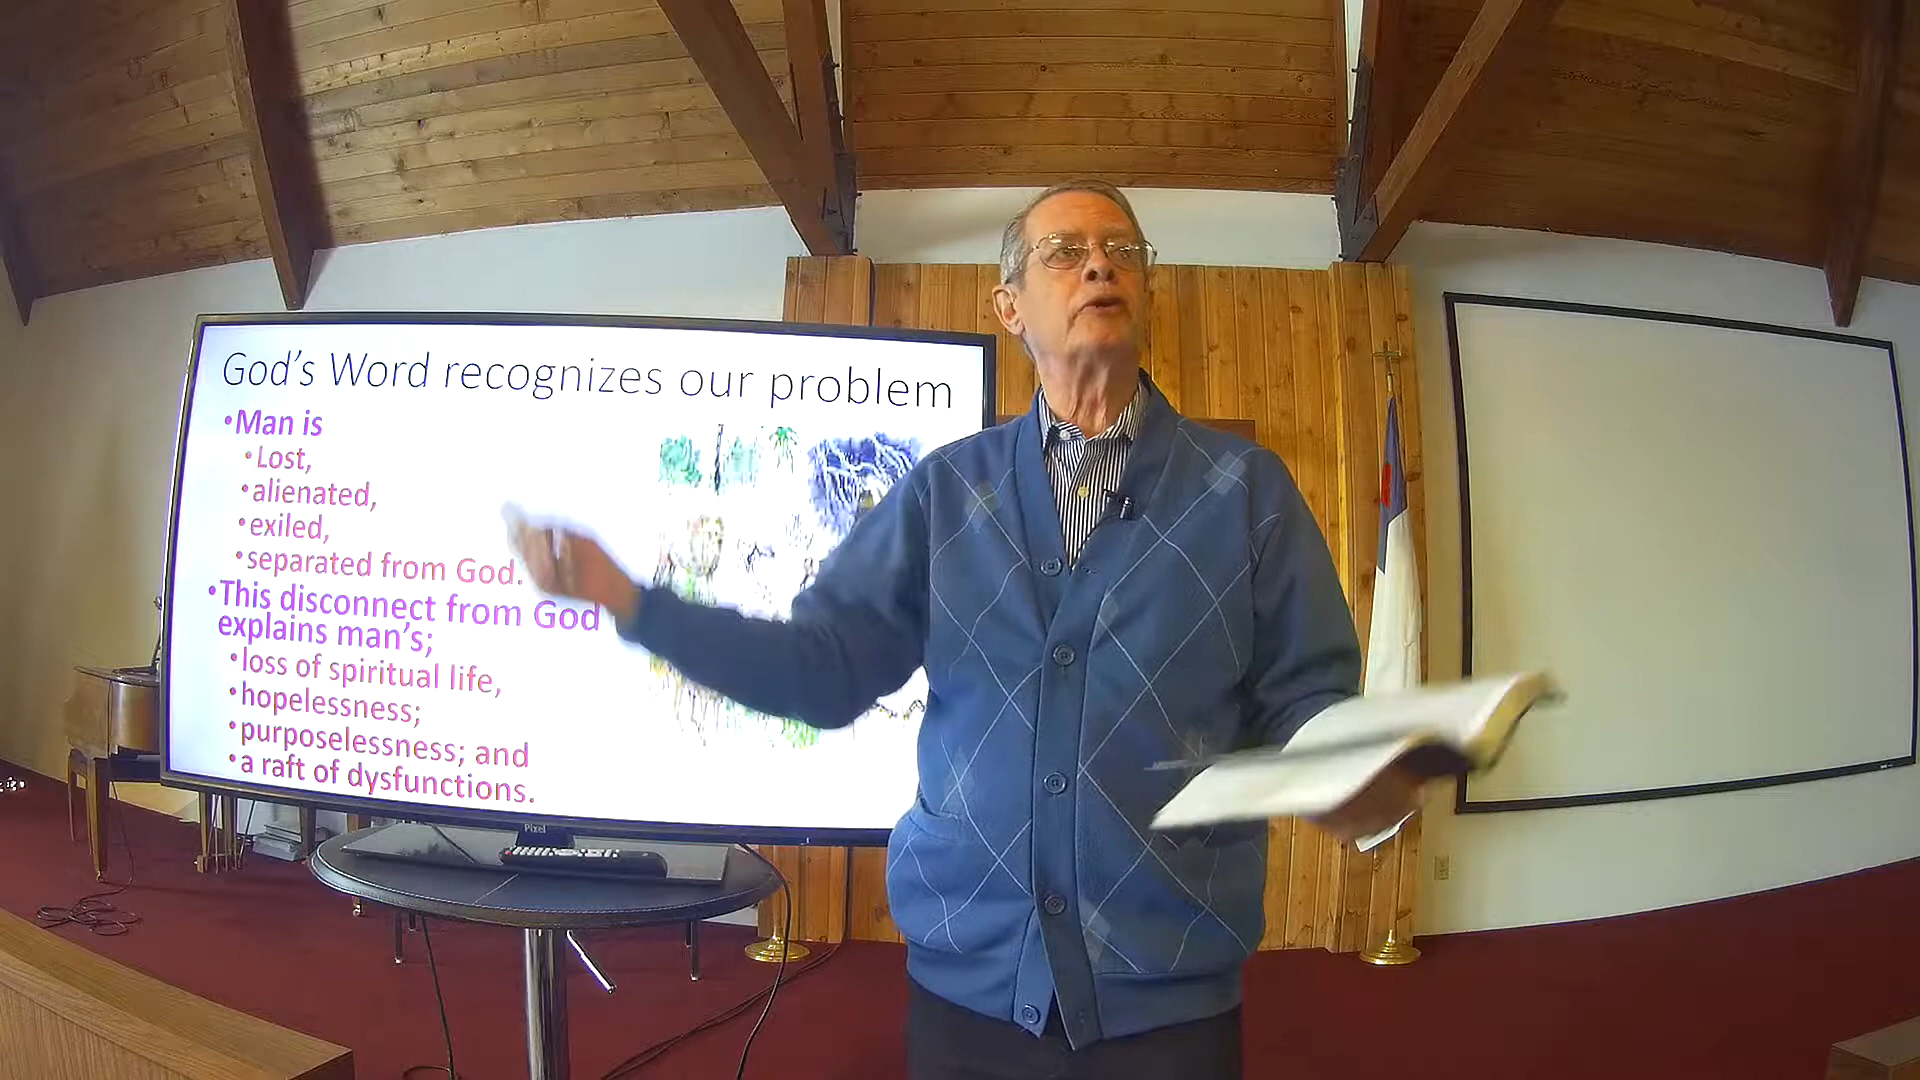 God's Word recognizes our problem
•Man is
•Lost,
•alienated,
•exiled,
•separated from God.
•This disconnect from God
explains man's;
•loss of spiritual life,
•hopelessness;
•purposelessness; and
•a raft of dysfunctions.
Pixel